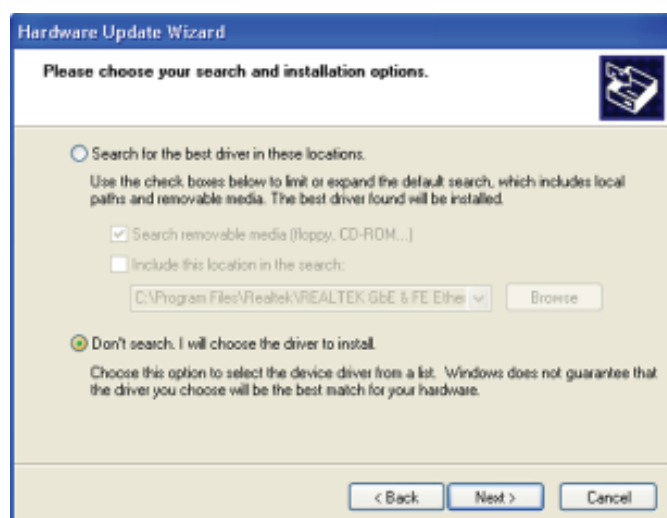 Hardware Update Wizard
Please choose your search and installation options.
Search for the best driver in these locations.
Use the check boxes below to limit or expand the default search, which includes local
paths and removable media. The best driver found will be installed.
Search removable media (floppy, CD-ROM...)
Include this location in the search:
C:\Program Files\Realtek\REALTEK GbE & FE Ether
Browse
Don't search. I will choose the driver to install.
Choose this option to select the device driver from a list. Windows does not guarantee that
the driver you choose will be the best match for your hardware.
< Back
Next >
Cancel